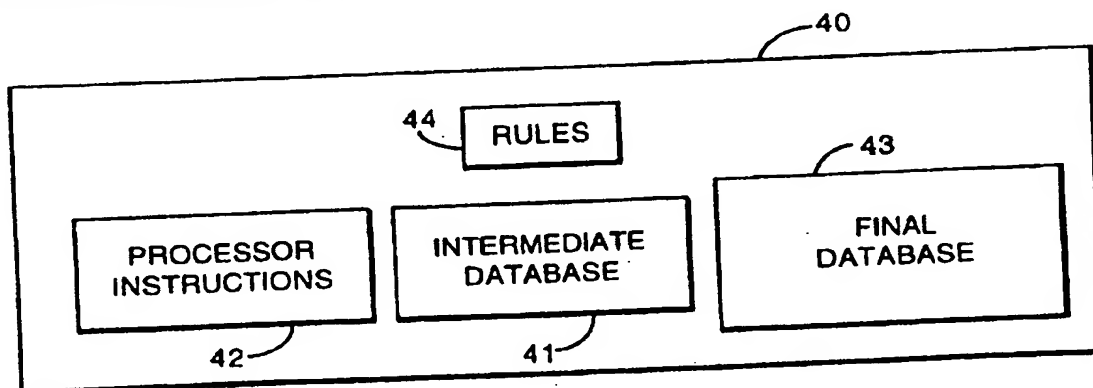 40
44
RULES
43
PROCESSOR
INSTRUCTIONS
INTERMEDIATE
DATABASE
FINAL
DATABASE
42
41